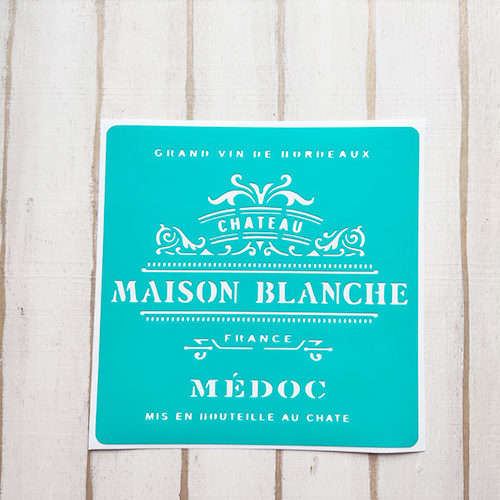 GRAND VIN DE BORDEAUX
CHATEAU
MAISON BLANCHE
FRANCE
MÉDOC
MIS EN BOUTEILLE AU CHATE